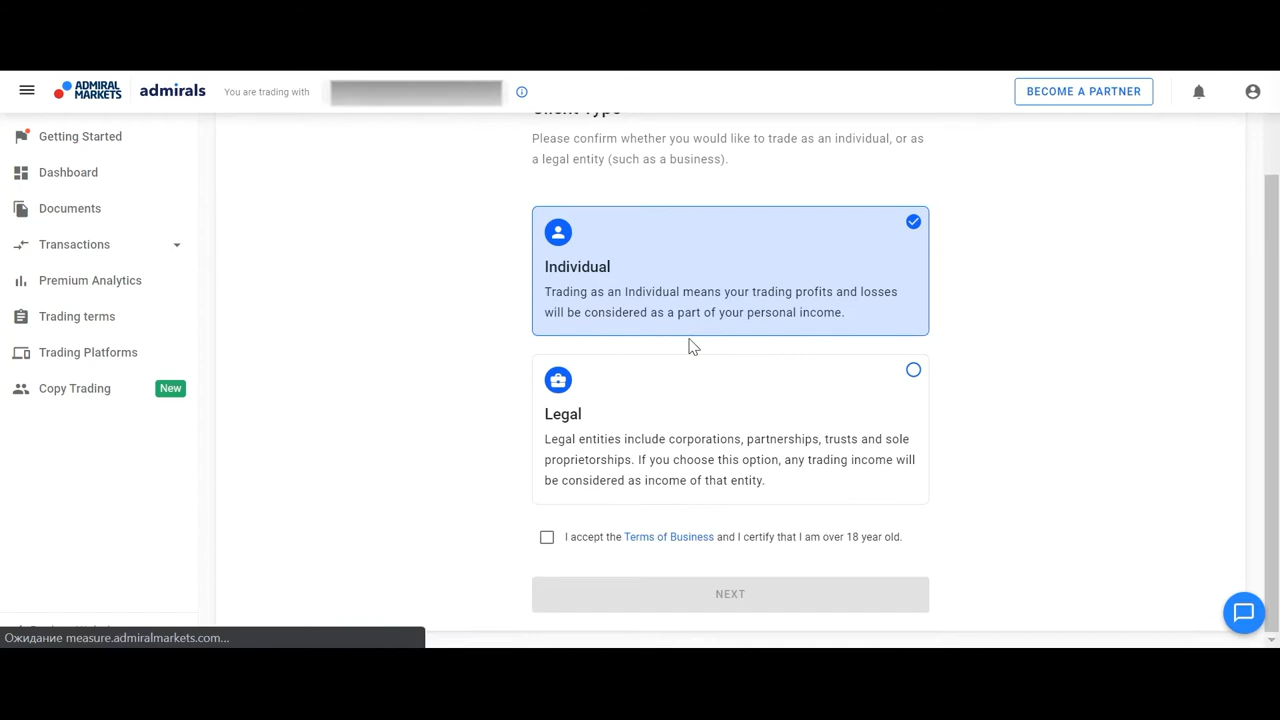 ADMIRAL MARKETS
admirals
You are trading with
BECOME A PARTNER
Getting Started
Dashboard
Documents
Transactions
Premium Analytics
Trading terms
Trading Platforms
Copy Trading
New
Client Type
Please confirm whether you would like to trade as an individual, or as
a legal entity (such as a business).
Individual
Trading as an Individual means your trading profits and losses
will be considered as a part of your personal income.
Legal
Legal entities include corporations, partnerships, trusts and sole
proprietorships. If you choose this option, any trading income will
be considered as income of that entity.
I accept the Terms of Business and I certify that I am over 18 year old.
NEXT
Ожидание measure.admiralmarkets.com...